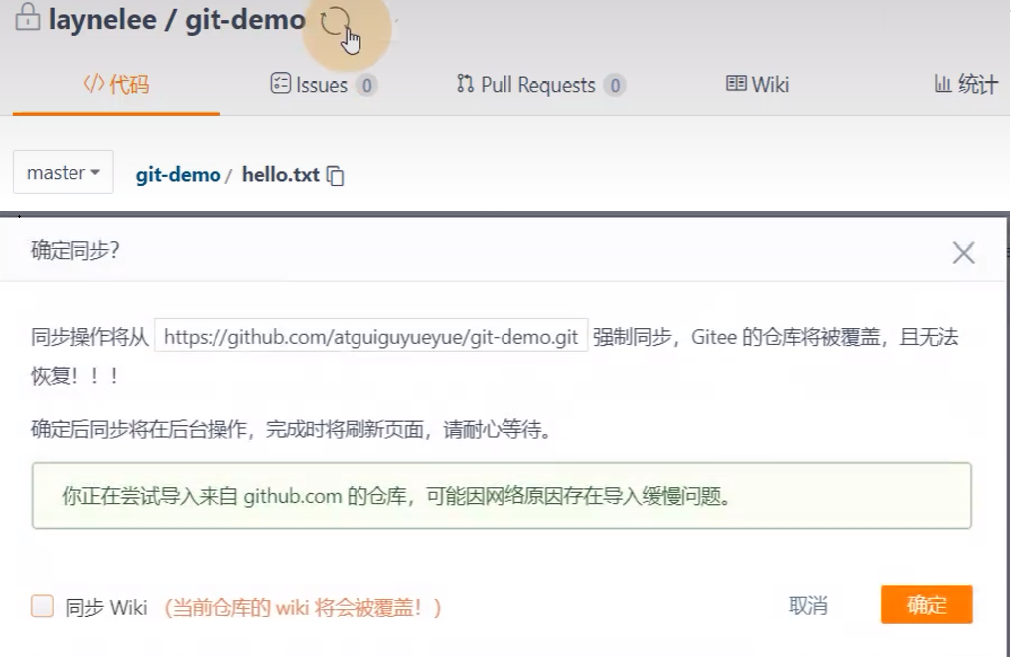 laynelee / git-demo
</> 代码 Issues 0 Pull Requests 0 Wiki 统计
master git-demo / hello.txt
确定同步?
同步操作将从 https://github.com/atguiguyueyue/git-demo.git 强制同步，Gitee 的仓库将被覆盖，且无法
恢复！！！
确定后同步将在后台操作，完成时将刷新页面，请耐心等待。
你正在尝试导入来自 github.com 的仓库，可能因网络原因存在导入缓慢问题。
同步 Wiki （当前仓库的 wiki 将会被覆盖！） 取消 确定